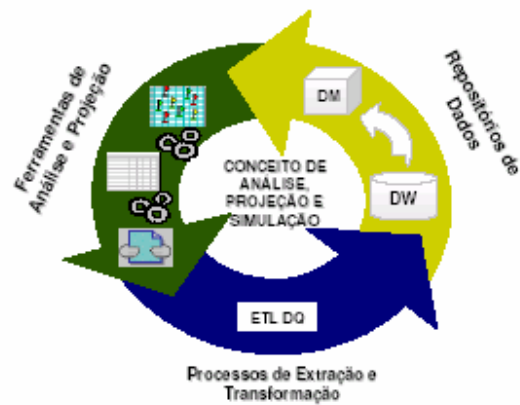 Ferramentas de
Análise e Projeção
Repositórios de
Dados
DM
DW
CONCEITO DE
ANÁLISE,
PROJEÇÃO E
SIMULAÇÃO
ETL DQ
Processos de Extração e
Transformação